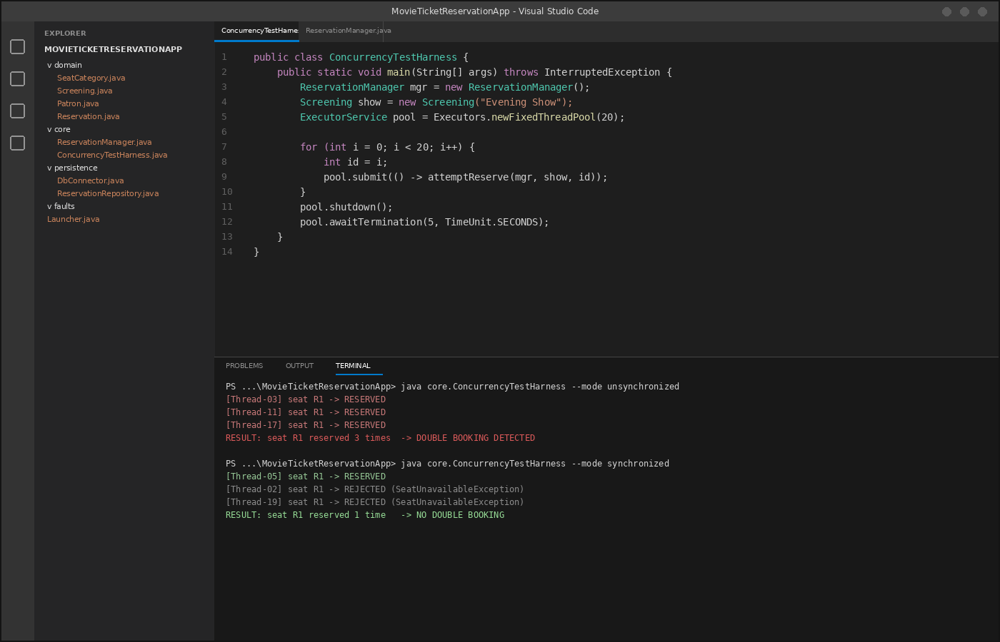 MovieTicketReservationApp - Visual Studio Code
EXPLORER
MOVIETICKETRESERVATIONAPP
v domain
SeatCategory.java
Screening.java
Patron.java
Reservation.java
v core
ReservationManager.java
ConcurrencyTestHarness.java
v persistence
DbConnector.java
ReservationRepository.java
v faults
Launcher.java
ConcurrencyTestHarnes ReservationManager.java
1 public class ConcurrencyTestHarness {
2     public static void main(String[] args) throws InterruptedException {
3         ReservationManager mgr = new ReservationManager();
4         Screening show = new Screening("Evening Show");
5         ExecutorService pool = Executors.newFixedThreadPool(20);
6
7         for (int i = 0; i < 20; i++) {
8             int id = i;
9             pool.submit(() -> attemptReserve(mgr, show, id));
10         }
11         pool.shutdown();
12         pool.awaitTermination(5, TimeUnit.SECONDS);
13     }
14 }
PROBLEMS OUTPUT TERMINAL
PS ...\MovieTicketReservationApp> java core.ConcurrencyTestHarness --mode unsynchronized
[Thread-03] seat R1 -> RESERVED
[Thread-11] seat R1 -> RESERVED
[Thread-17] seat R1 -> RESERVED
RESULT: seat R1 reserved 3 times  -> DOUBLE BOOKING DETECTED
PS ...\MovieTicketReservationApp> java core.ConcurrencyTestHarness --mode synchronized
[Thread-05] seat R1 -> RESERVED
[Thread-02] seat R1 -> REJECTED (SeatUnavailableException)
[Thread-19] seat R1 -> REJECTED (SeatUnavailableException)
RESULT: seat R1 reserved 1 time   -> NO DOUBLE BOOKING